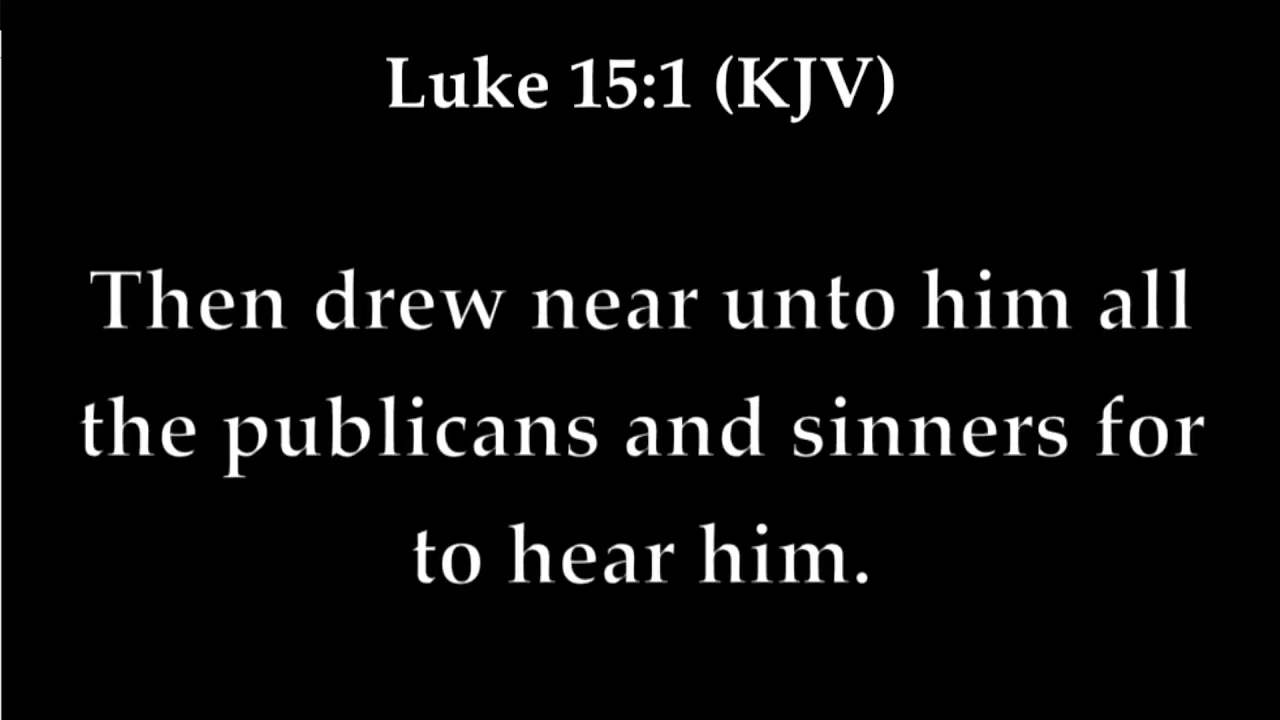 Luke 15:1 (KJV)
Then drew near unto him all
the publicans and sinners for
to hear him.